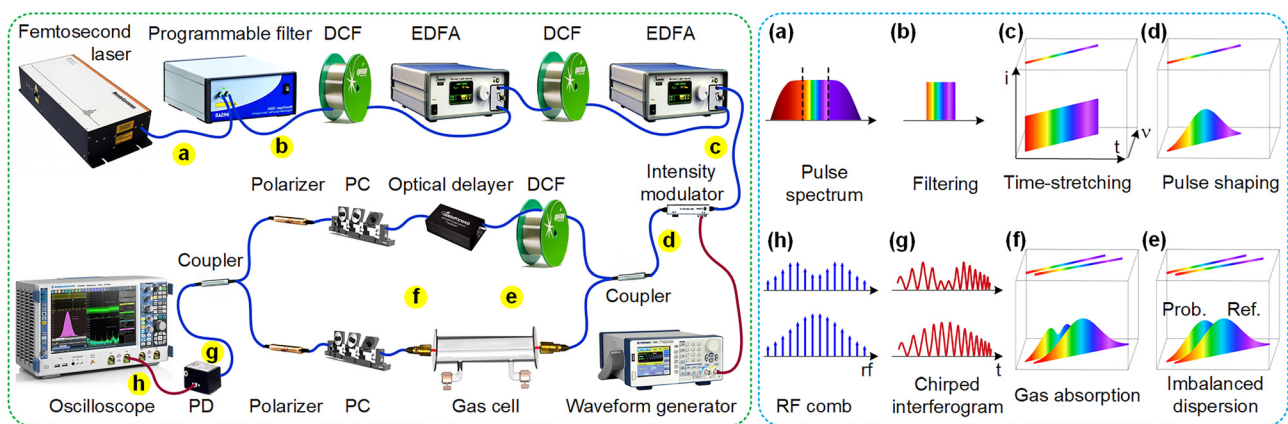 Femtosecond
laser
Programmable filter
DCF
EDFA
DCF
EDFA
a
b
c
Polarizer
PC
Optical delayer
DCF
Intensity
modulator
d
Coupler
f
e
Coupler
g
h
Oscilloscope
PD
Polarizer
PC
Gas cell
Waveform generator
(a)
Pulse
spectrum
(b)
Filtering
(c)
i
t
ν
Time-stretching
(d)
Pulse shaping
(h)
rf
RF comb
(g)
t
Chirped
interferogram
(f)
Gas absorption
(e)
Prob. Ref.
Imbalanced
dispersion